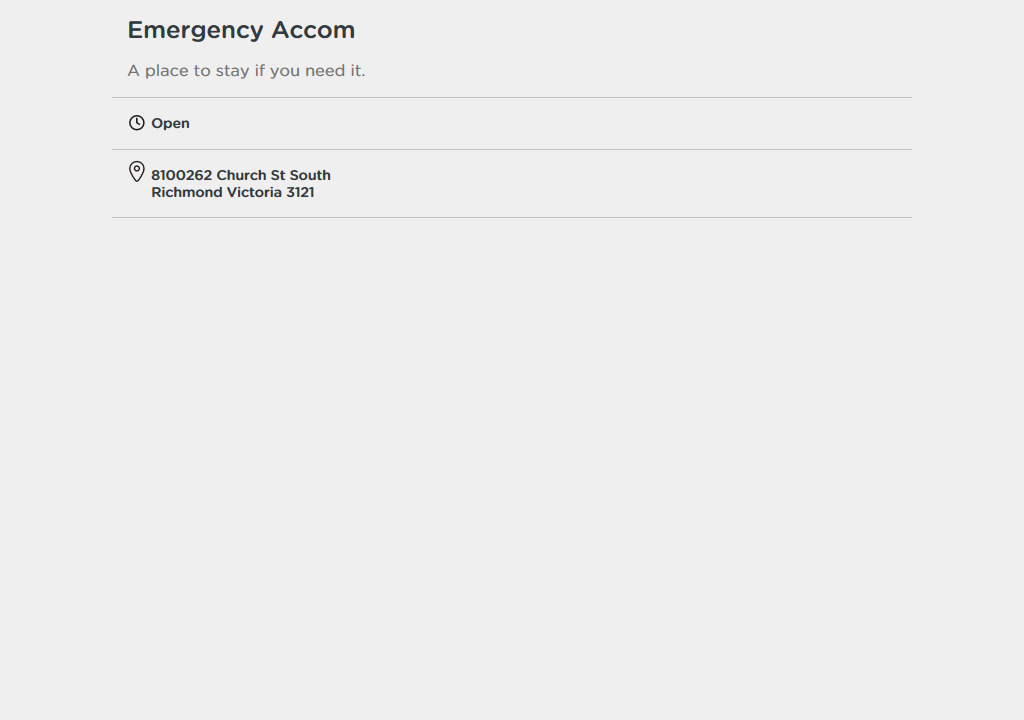 Emergency Accom
A place to stay if you need it.
Open
8100262 Church St South
Richmond Victoria 3121